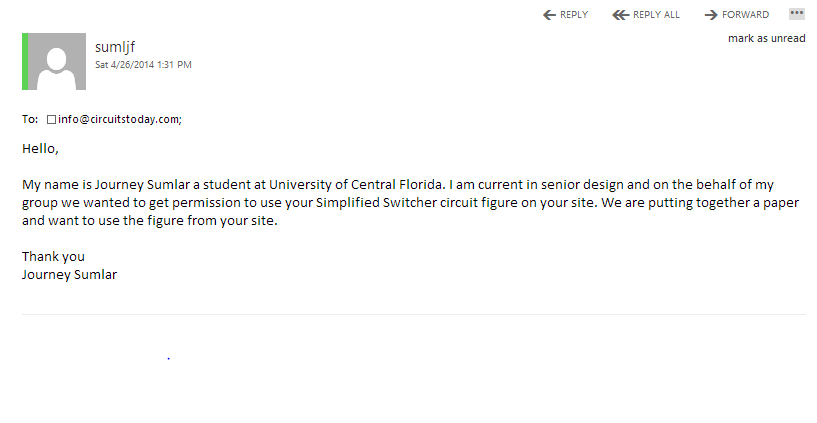 REPLY REPLY ALL FORWARD •••
mark as unread
sumljf
Sat 4/26/2014 1:31 PM
To: info@circuitstoday.com;
Hello,
My name is Journey Sumlar a student at University of Central Florida. I am current in senior design and on the behalf of my
group we wanted to get permission to use your Simplified Switcher circuit figure on your site. We are putting together a paper
and want to use the figure from your site.
Thank you
Journey Sumlar